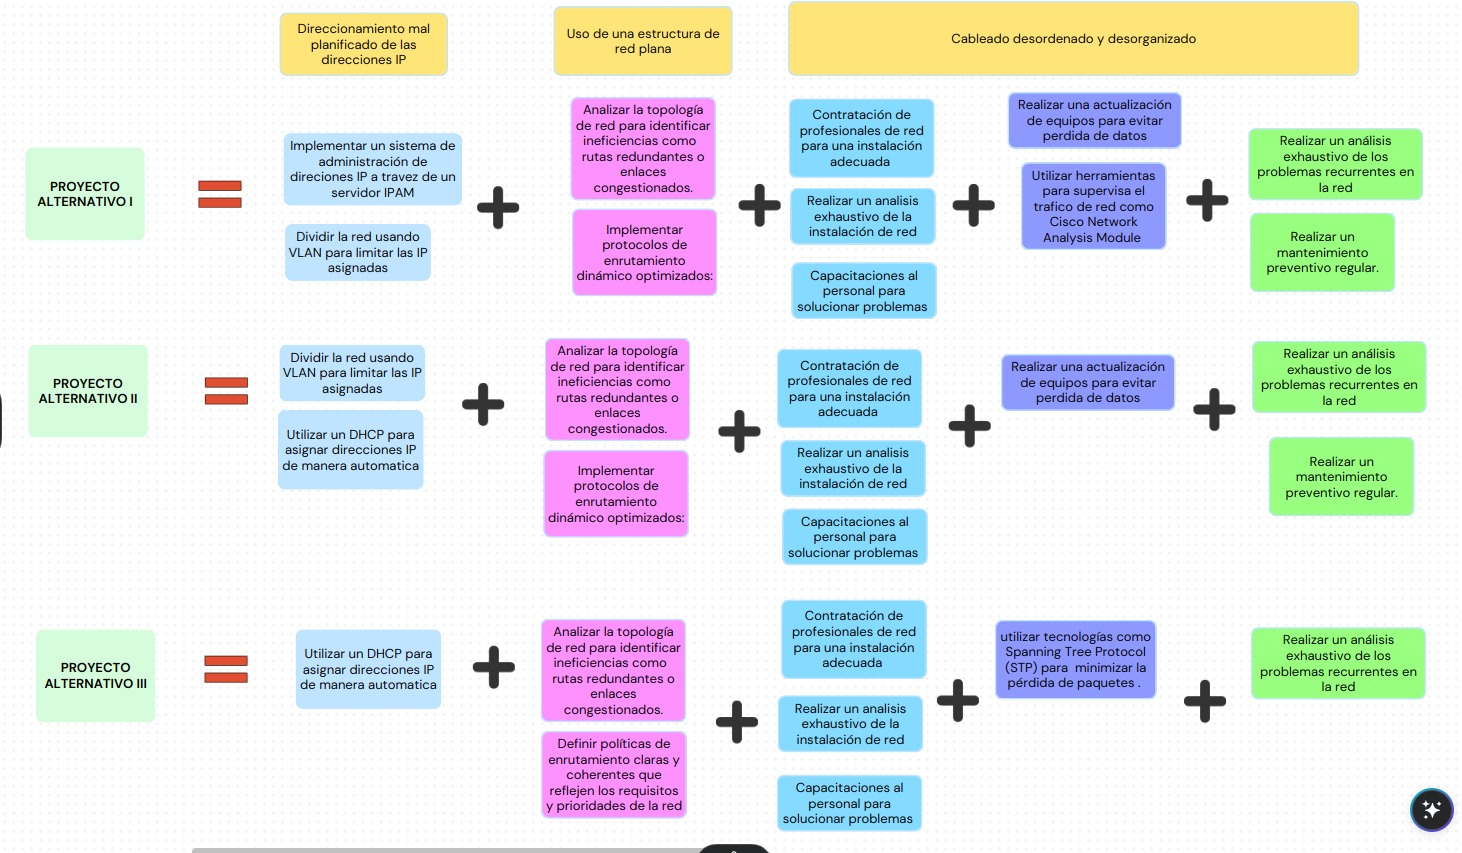 Direccionamiento mal
planificado de las
direcciones IP
Uso de una estructura de
red plana
Cableado desordenado y desorganizado
PROYECTO
ALTERNATIVO I
Implementar un sistema de
administración de
direciones IP a travez de un
servidor IPAM
Dividir la red usando
VLAN para limitar las IP
asignadas
Analizar la topología
de red para identificar
ineficiencias como
rutas redundantes o
enlaces
congestionados.
Implementar
protocolos de
enrutamiento
dinámico optimizados:
Contratación de
profesionales de red
para una instalación
adecuada
Realizar un analisis
exhaustivo de la
instalación de red
Capacitaciones al
personal para
solucionar problemas
Realizar una actualización
de equipos para evitar
perdida de datos
Utilizar herramientas
para supervisa el
trafico de red como
Cisco Network
Analysis Module
Realizar un análisis
exhaustivo de los
problemas recurrentes en
la red
Realizar un
mantenimiento
preventivo regular.
PROYECTO
ALTERNATIVO II
Dividir la red usando
VLAN para limitar las IP
asignadas
Utilizar un DHCP para
asignar direcciones IP
de manera automatica
Analizar la topología
de red para identificar
ineficiencias como
rutas redundantes o
enlaces
congestionados.
Implementar
protocolos de
enrutamiento
dinámico optimizados:
Contratación de
profesionales de red
para una instalación
adecuada
Realizar un analisis
exhaustivo de la
instalación de red
Capacitaciones al
personal para
solucionar problemas
Realizar una actualización
de equipos para evitar
perdida de datos
Realizar un análisis
exhaustivo de los
problemas recurrentes en
la red
Realizar un
mantenimiento
preventivo regular.
PROYECTO
ALTERNATIVO III
Utilizar un DHCP para
asignar direcciones IP
de manera automatica
Analizar la topología
de red para identificar
ineficiencias como
rutas redundantes o
enlaces
congestionados.
Definir políticas de
enrutamiento claras y
coherentes que
reflejen los requisitos
y prioridades de la red
Contratación de
profesionales de red
para una instalación
adecuada
Realizar un analisis
exhaustivo de la
instalación de red
Capacitaciones al
personal para
solucionar problemas
utilizar tecnologías como
Spanning Tree Protocol
(STP) para minimizar la
pérdida de paquetes .
Realizar un análisis
exhaustivo de los
problemas recurrentes en
la red